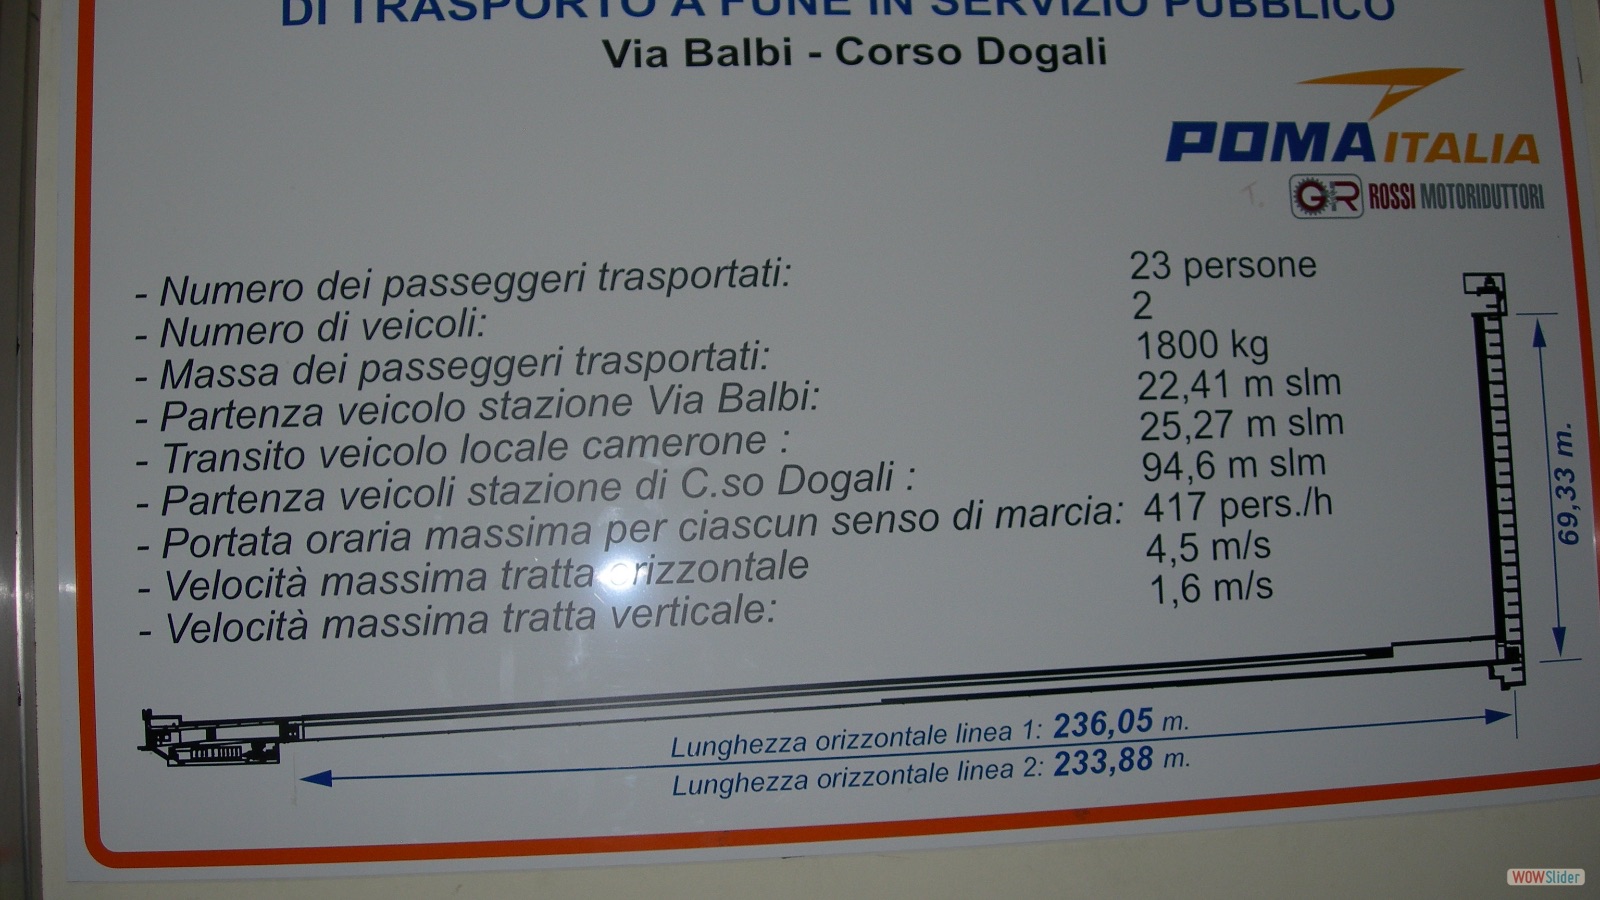 DI TRASPORTO A FUNE IN SERVIZIO PUBBLICO
Via Balbi - Corso Dogali
POMA ITALIA
GR ROSSI MOTORIDUTTORI
- Numero dei passeggeri trasportati: 23 persone
- Numero di veicoli: 2
- Massa dei passeggeri trasportati: 1800 kg
- Partenza veicolo stazione Via Balbi: 22,41 m slm
- Transito veicolo locale camerone : 25,27 m slm
- Partenza veicoli stazione di C.so Dogali : 94,6 m slm
- Portata oraria massima per ciascun senso di marcia: 417 pers./h
- Velocità massima tratta orizzontale 4,5 m/s
- Velocità massima tratta verticale: 1,6 m/s
69,33 m.
Lunghezza orizzontale linea 1: 236,05 m.
Lunghezza orizzontale linea 2: 233,88 m.
WOWSlider